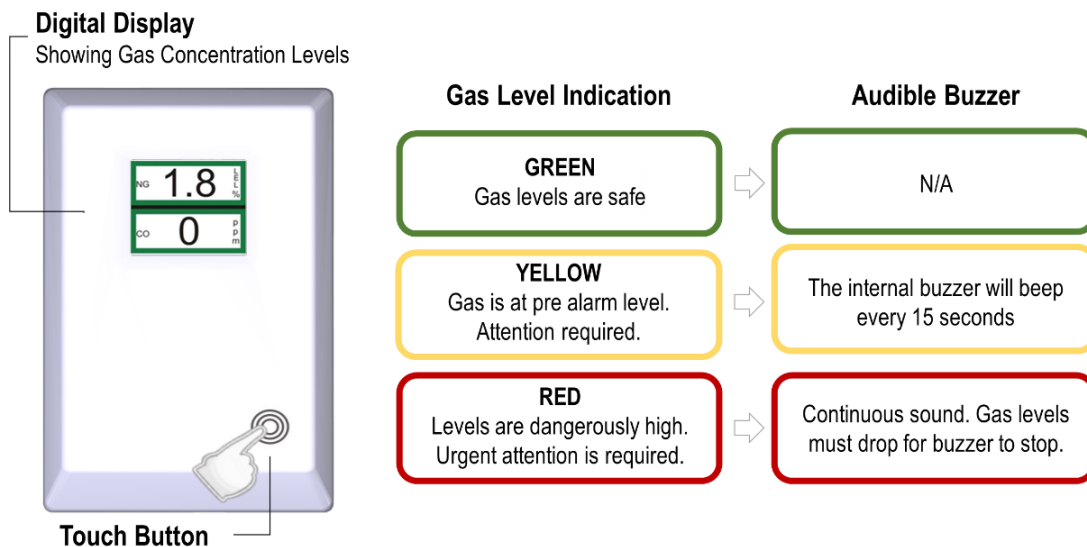 Digital Display
Showing Gas Concentration Levels
NG 1.8 LEL%
CO 0 ppm
Touch Button
Gas Level Indication
Audible Buzzer
GREEN
Gas levels are safe
N/A
YELLOW
Gas is at pre alarm level.
Attention required.
The internal buzzer will beep
every 15 seconds
RED
Levels are dangerously high.
Urgent attention is required.
Continuous sound. Gas levels
must drop for buzzer to stop.